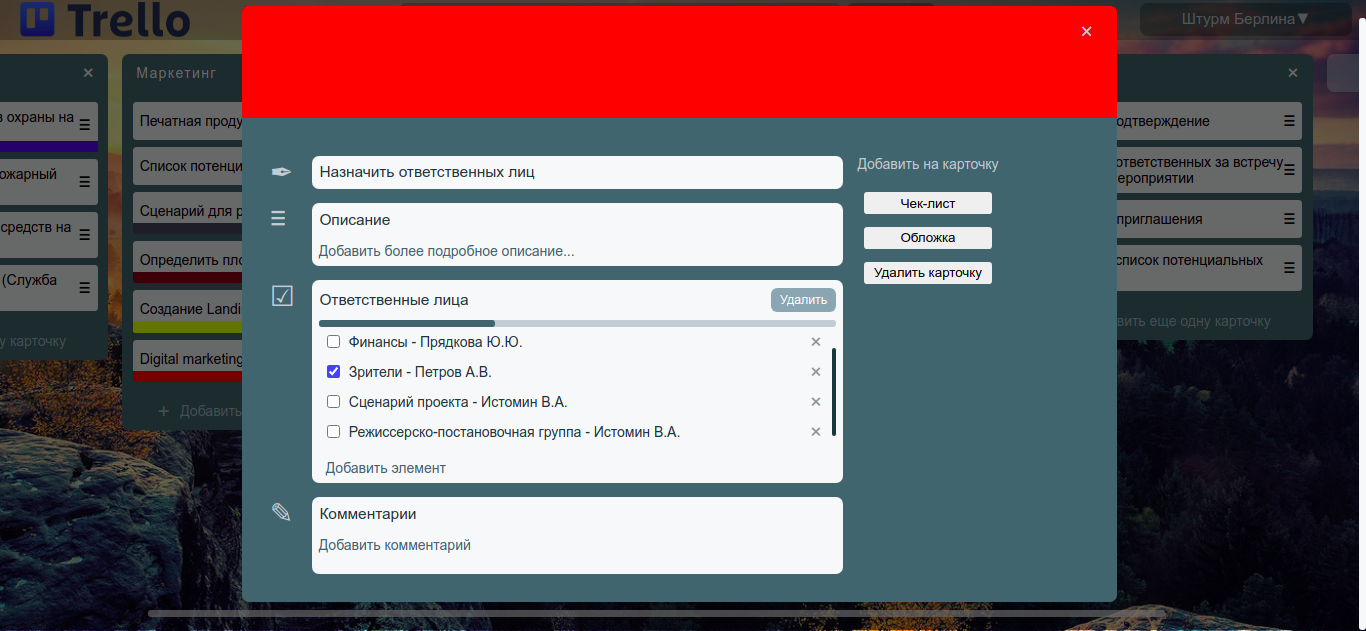 Trello
Штурм Берлина▼
Маркетинг
охраны на
ожарный
средств на
(Служба
карточку
Печатная проду
Список потенци
Сценарий для р
Определить пло
Создание Landi
Digital marketing
+ Добавить
Назначить ответственных лиц
Описание
Добавить более подробное описание...
Ответственные лица
Удалить
Финансы - Прядкова Ю.Ю.
Зрители - Петров А.В.
Сценарий проекта - Истомин В.А.
Режиссерско-постановочная группа - Истомин В.А.
Добавить элемент
Комментарии
Добавить комментарий
Добавить на карточку
Чек-лист
Обложка
Удалить карточку
одтверждение
ответственных за встречу
ероприятии
приглашения
список потенциальных
вить еще одну карточку